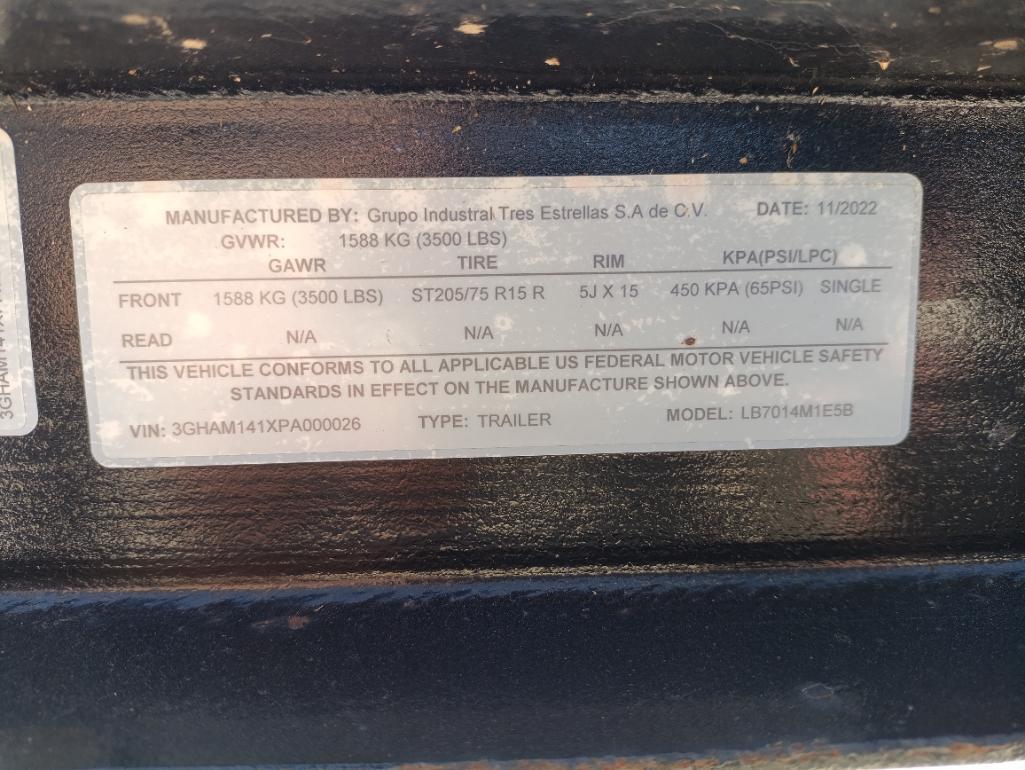 MANUFACTURED BY: Grupo Industral Tres Estrellas S.A de C.V. DATE: 11/2022
GVWR: 1588 KG (3500 LBS)
GAWR TIRE RIM KPA(PSI/LPC)
FRONT 1588 KG (3500 LBS) ST205/75 R15 R 5J X 15 450 KPA (65PSI) SINGLE
READ N/A N/A N/A N/A N/A
THIS VEHICLE CONFORMS TO ALL APPLICABLE US FEDERAL MOTOR VEHICLE SAFETY
STANDARDS IN EFFECT ON THE MANUFACTURE SHOWN ABOVE.
VIN: 3GHAM141XPA000026 TYPE: TRAILER MODEL: LB7014M1E5B